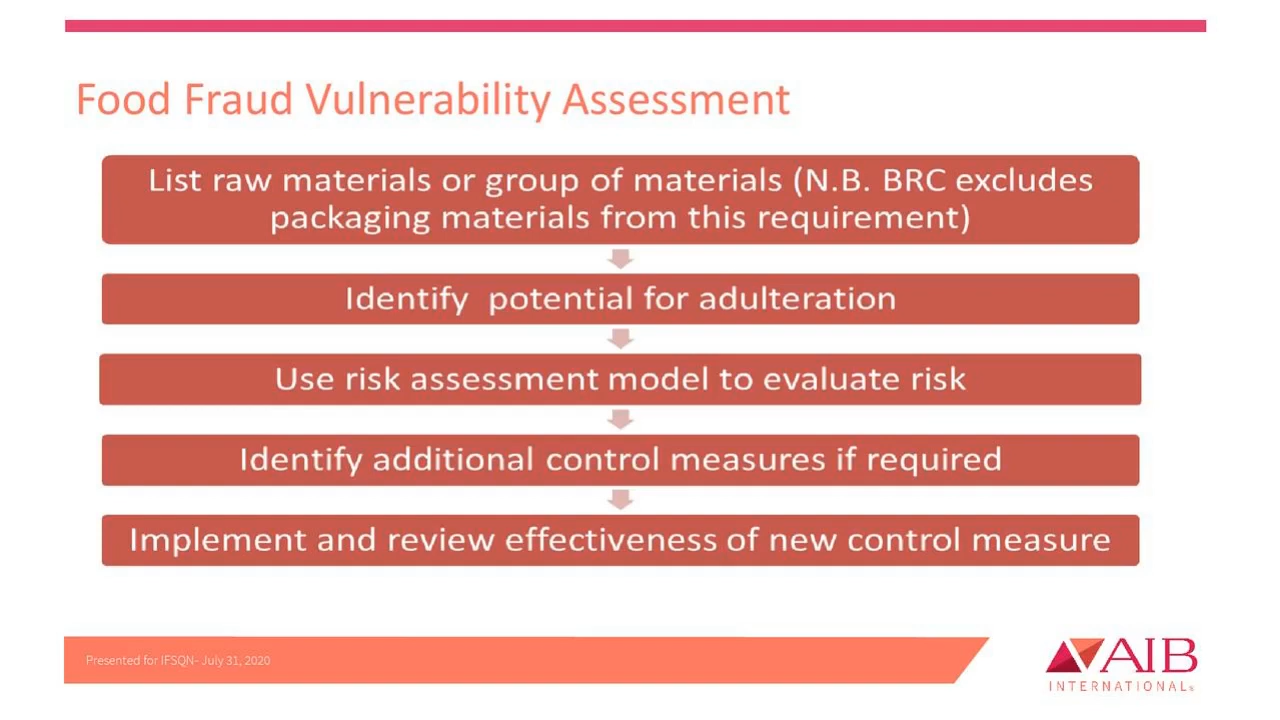 Food Fraud Vulnerability Assessment
List raw materials or group of materials (N.B. BRC excludes
packaging materials from this requirement)
Identify  potential for adulteration
Use risk assessment model to evaluate risk
Identify additional control measures if required
Implement and review effectiveness of new control measure
Presented for IFSQN- July 31, 2020
AIB
INTERNATIONAL